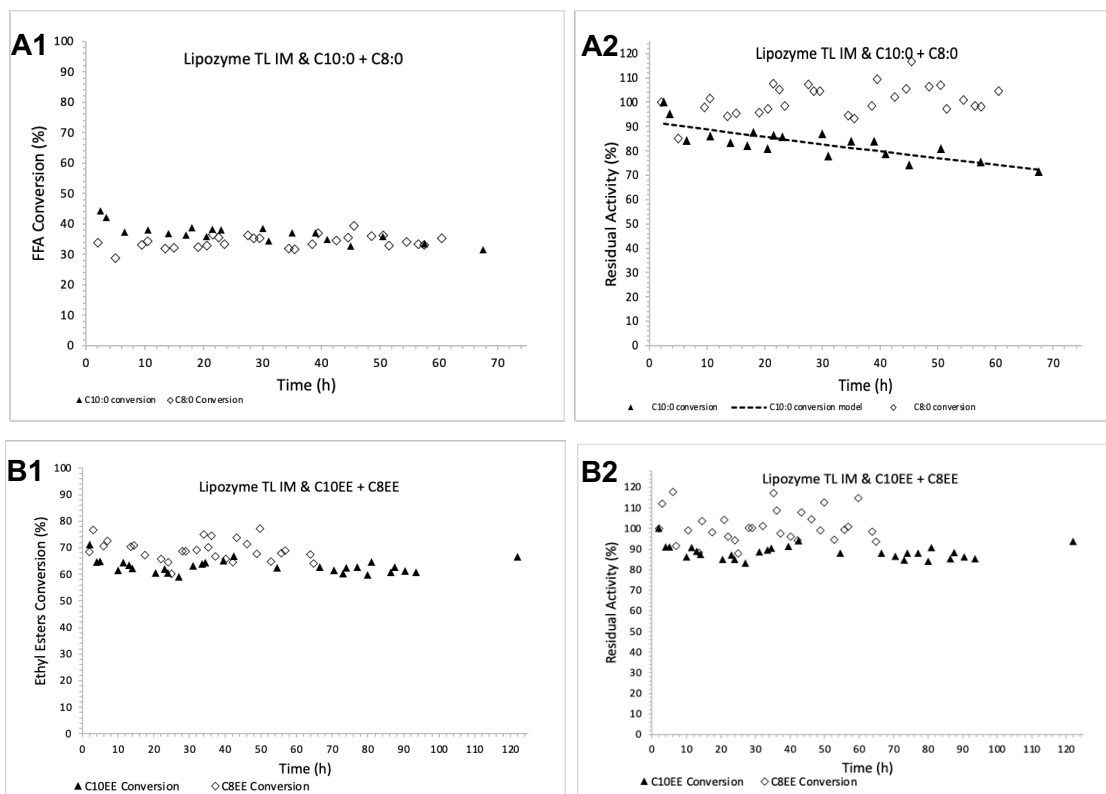 A1
Lipozyme TL IM & C10:0 + C8:0
FFA Conversion (%)
100
90
80
70
60
50
40
30
20
10
0
0 10 20 30 40 50 60 70
Time (h)
C10:0 conversion C8:0 Conversion
A2
Lipozyme TL IM & C10:0 + C8:0
Residual Activity (%)
120
110
100
90
80
70
60
50
40
30
20
10
0
0 10 20 30 40 50 60 70
Time (h)
C10:0 conversion C10:0 conversion model C8:0 conversion
B1
Lipozyme TL IM & C10EE + C8EE
Ethyl Esters Conversion (%)
100
90
80
70
60
50
40
30
20
10
0
0 10 20 30 40 50 60 70 80 90 100 110 120
Time (h)
C10EE Conversion C8EE Conversion
B2
Lipozyme TL IM & C10EE + C8EE
Residual Activity (%)
120
110
100
90
80
70
60
50
40
30
20
10
0
0 10 20 30 40 50 60 70 80 90 100 110 120
Time (h)
C10EE Conversion C8EE Conversion